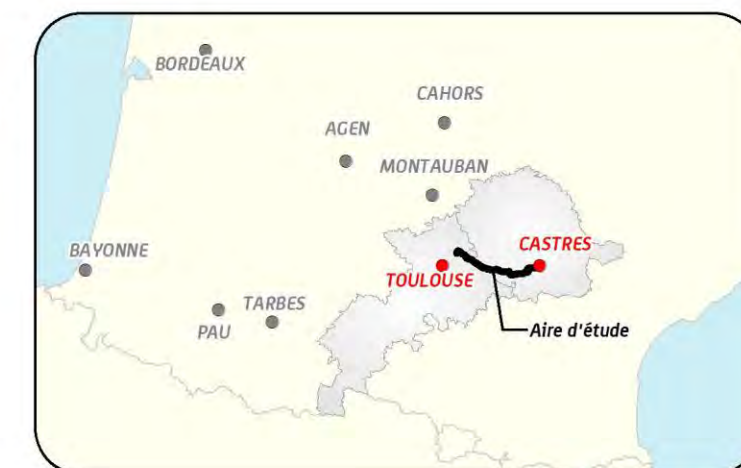 BORDEAUX
CAHORS
AGEN
MONTAUBAN
BAYONNE
CASTRES
TOULOUSE
TARBES
PAU
Aire d'étude